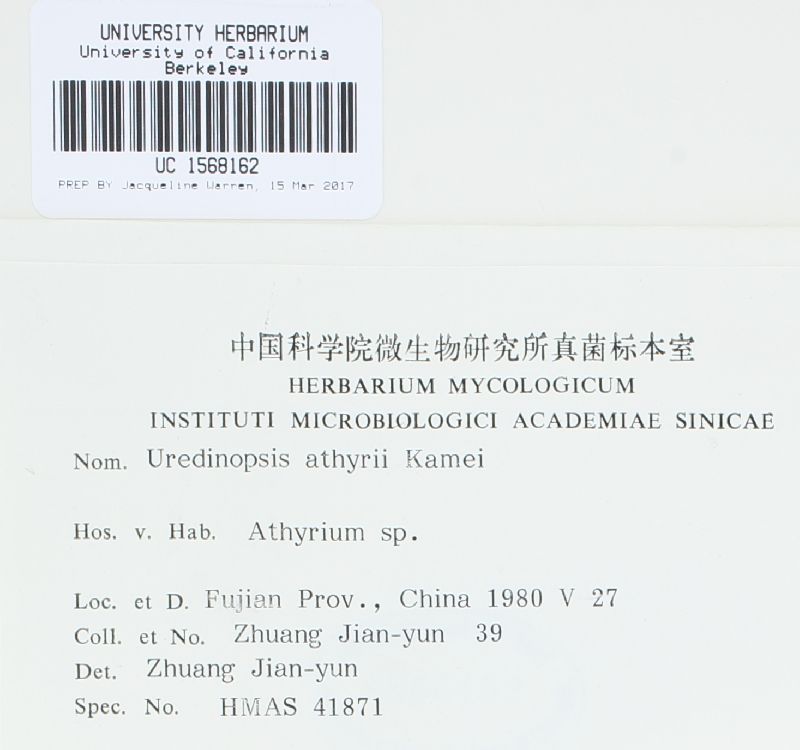 UNIVERSITY HERBARIUM
University of California
Berkeley
UC 1568162
PREP BY Jacqueline Warren, 15 Mar 2017
中国科学院微生物研究所真菌标本室
HERBARIUM MYCOLOGICUM
INSTITUTI MICROBIOLOGICI ACADEMIAE SINICAE
Nom. Uredinopsis athyrii Kamei
Hos. v. Hab. Athyrium sp.
Loc. et D. Fujian Prov., China 1980 V 27
Coll. et No. Zhuang Jian-yun 39
Det. Zhuang Jian-yun
Spec. No. HMAS 41871